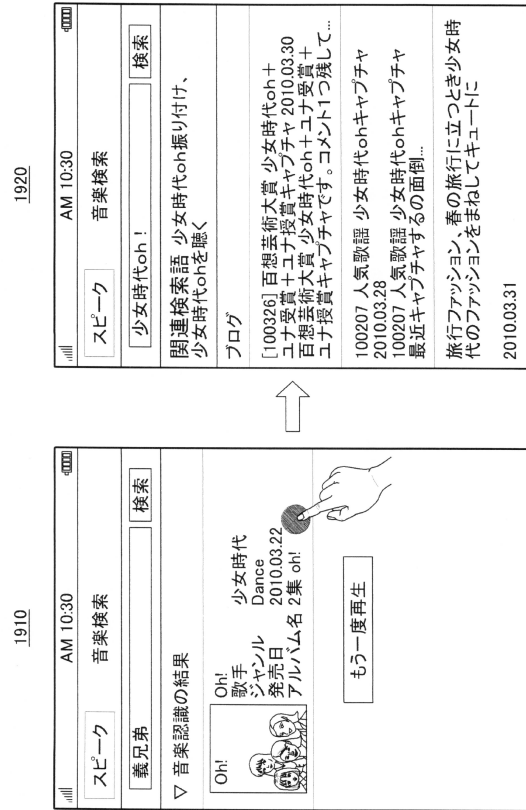 1910
AM 10:30
スピーク
音楽検索
義兄弟
検索
▽ 音楽認識の結果
Oh!
Oh!
歌手 少女時代
ジャンル Dance
発売日 2010.03.22
アルバム名 2集 oh!
もう一度再生
1920
AM 10:30
スピーク
音楽検索
少女時代oh!
検索
関連検索語 少女時代oh振り付け、
少女時代ohを聴く
ブログ
[100326] 百想芸術大賞 少女時代oh+
ユナ受賞+ユナ授賞キャプチャ 2010.03.30
百想芸術大賞 少女時代oh+ユナ受賞+
ユナ授賞キャプチャです。コメント1つ残して...
100207 人気歌謡 少女時代ohキャプチャ
2010.03.28
100207 人気歌謡 少女時代ohキャプチャ
最近キャプチャするの面倒...
旅行ファッション、春の旅行に立つとき少女時
代のファッションをまねしてキュートに
2010.03.31